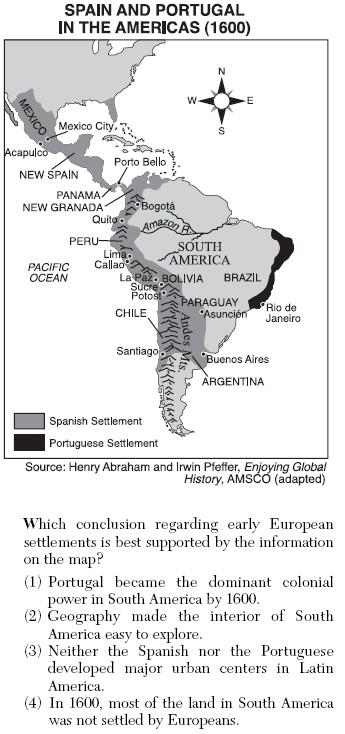 SPAIN AND PORTUGAL
IN THE AMERICAS (1600)
N
W
E
S
MEXICO
Mexico City
Acapulco
Porto Bello
NEW SPAIN
PANAMA
NEW GRANADA
Bogotá
Quito
Amazon R.
PERU
SOUTH
AMERICA
Lima
Callao
PACIFIC
OCEAN
La Paz
BOLIVIA
BRAZIL
Sucre
Potosí
PARAGUAY
Rio de
Janeiro
CHILE
Asunción
Andes Mts.
Santiago
Buenos Aires
ARGENTINA
Spanish Settlement
Portuguese Settlement
Source: Henry Abraham and Irwin Pfeffer, Enjoying Global
History, AMSCO (adapted)
Which conclusion regarding early European
settlements is best supported by the information
on the map?
(1) Portugal became the dominant colonial
power in South America by 1600.
(2) Geography made the interior of South
America easy to explore.
(3) Neither the Spanish nor the Portuguese
developed major urban centers in Latin
America.
(4) In 1600, most of the land in South America
was not settled by Europeans.